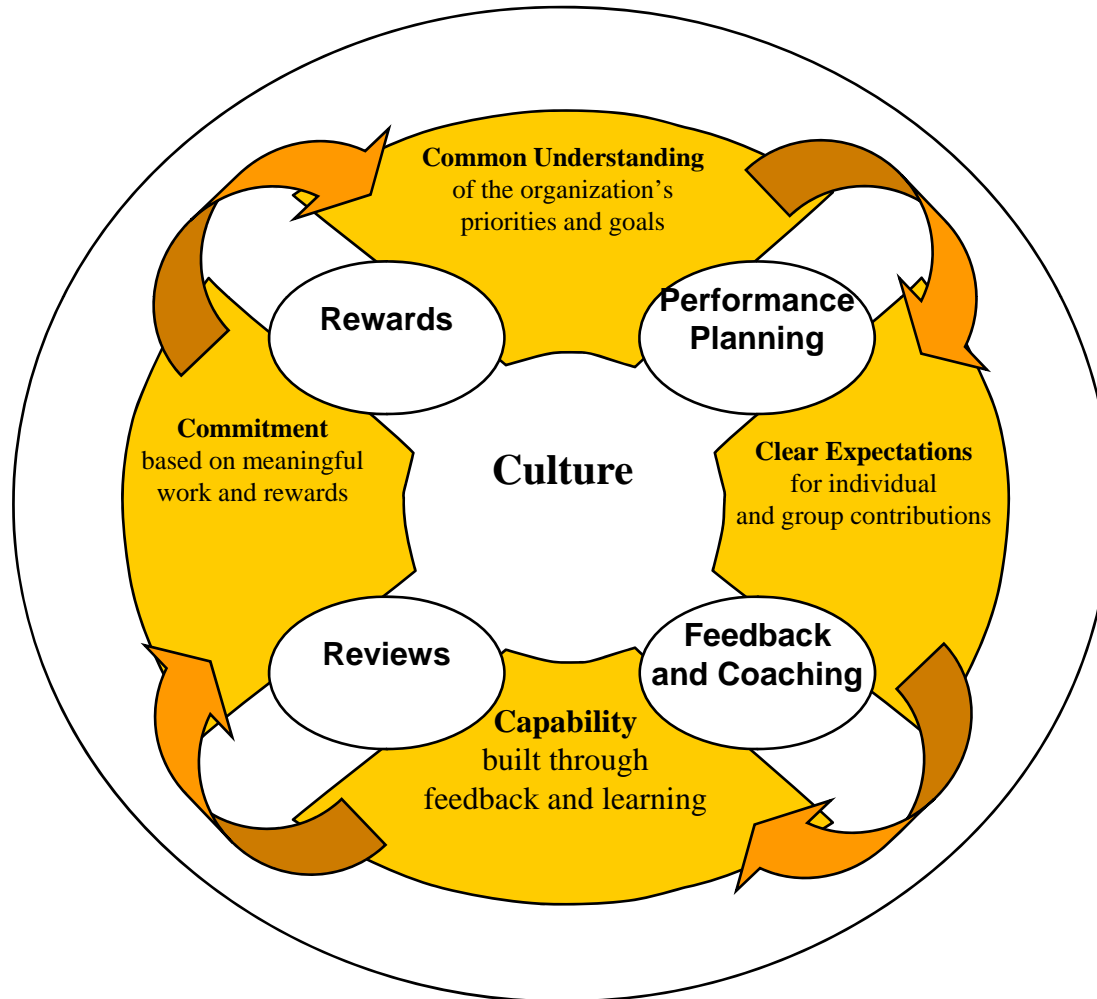 Common Understanding
of the organization’s
priorities and goals
Rewards
Performance
Planning
Commitment
based on meaningful
work and rewards
Culture
Clear Expectations
for individual
and group contributions
Reviews
Feedback
and Coaching
Capability
built through
feedback and learning